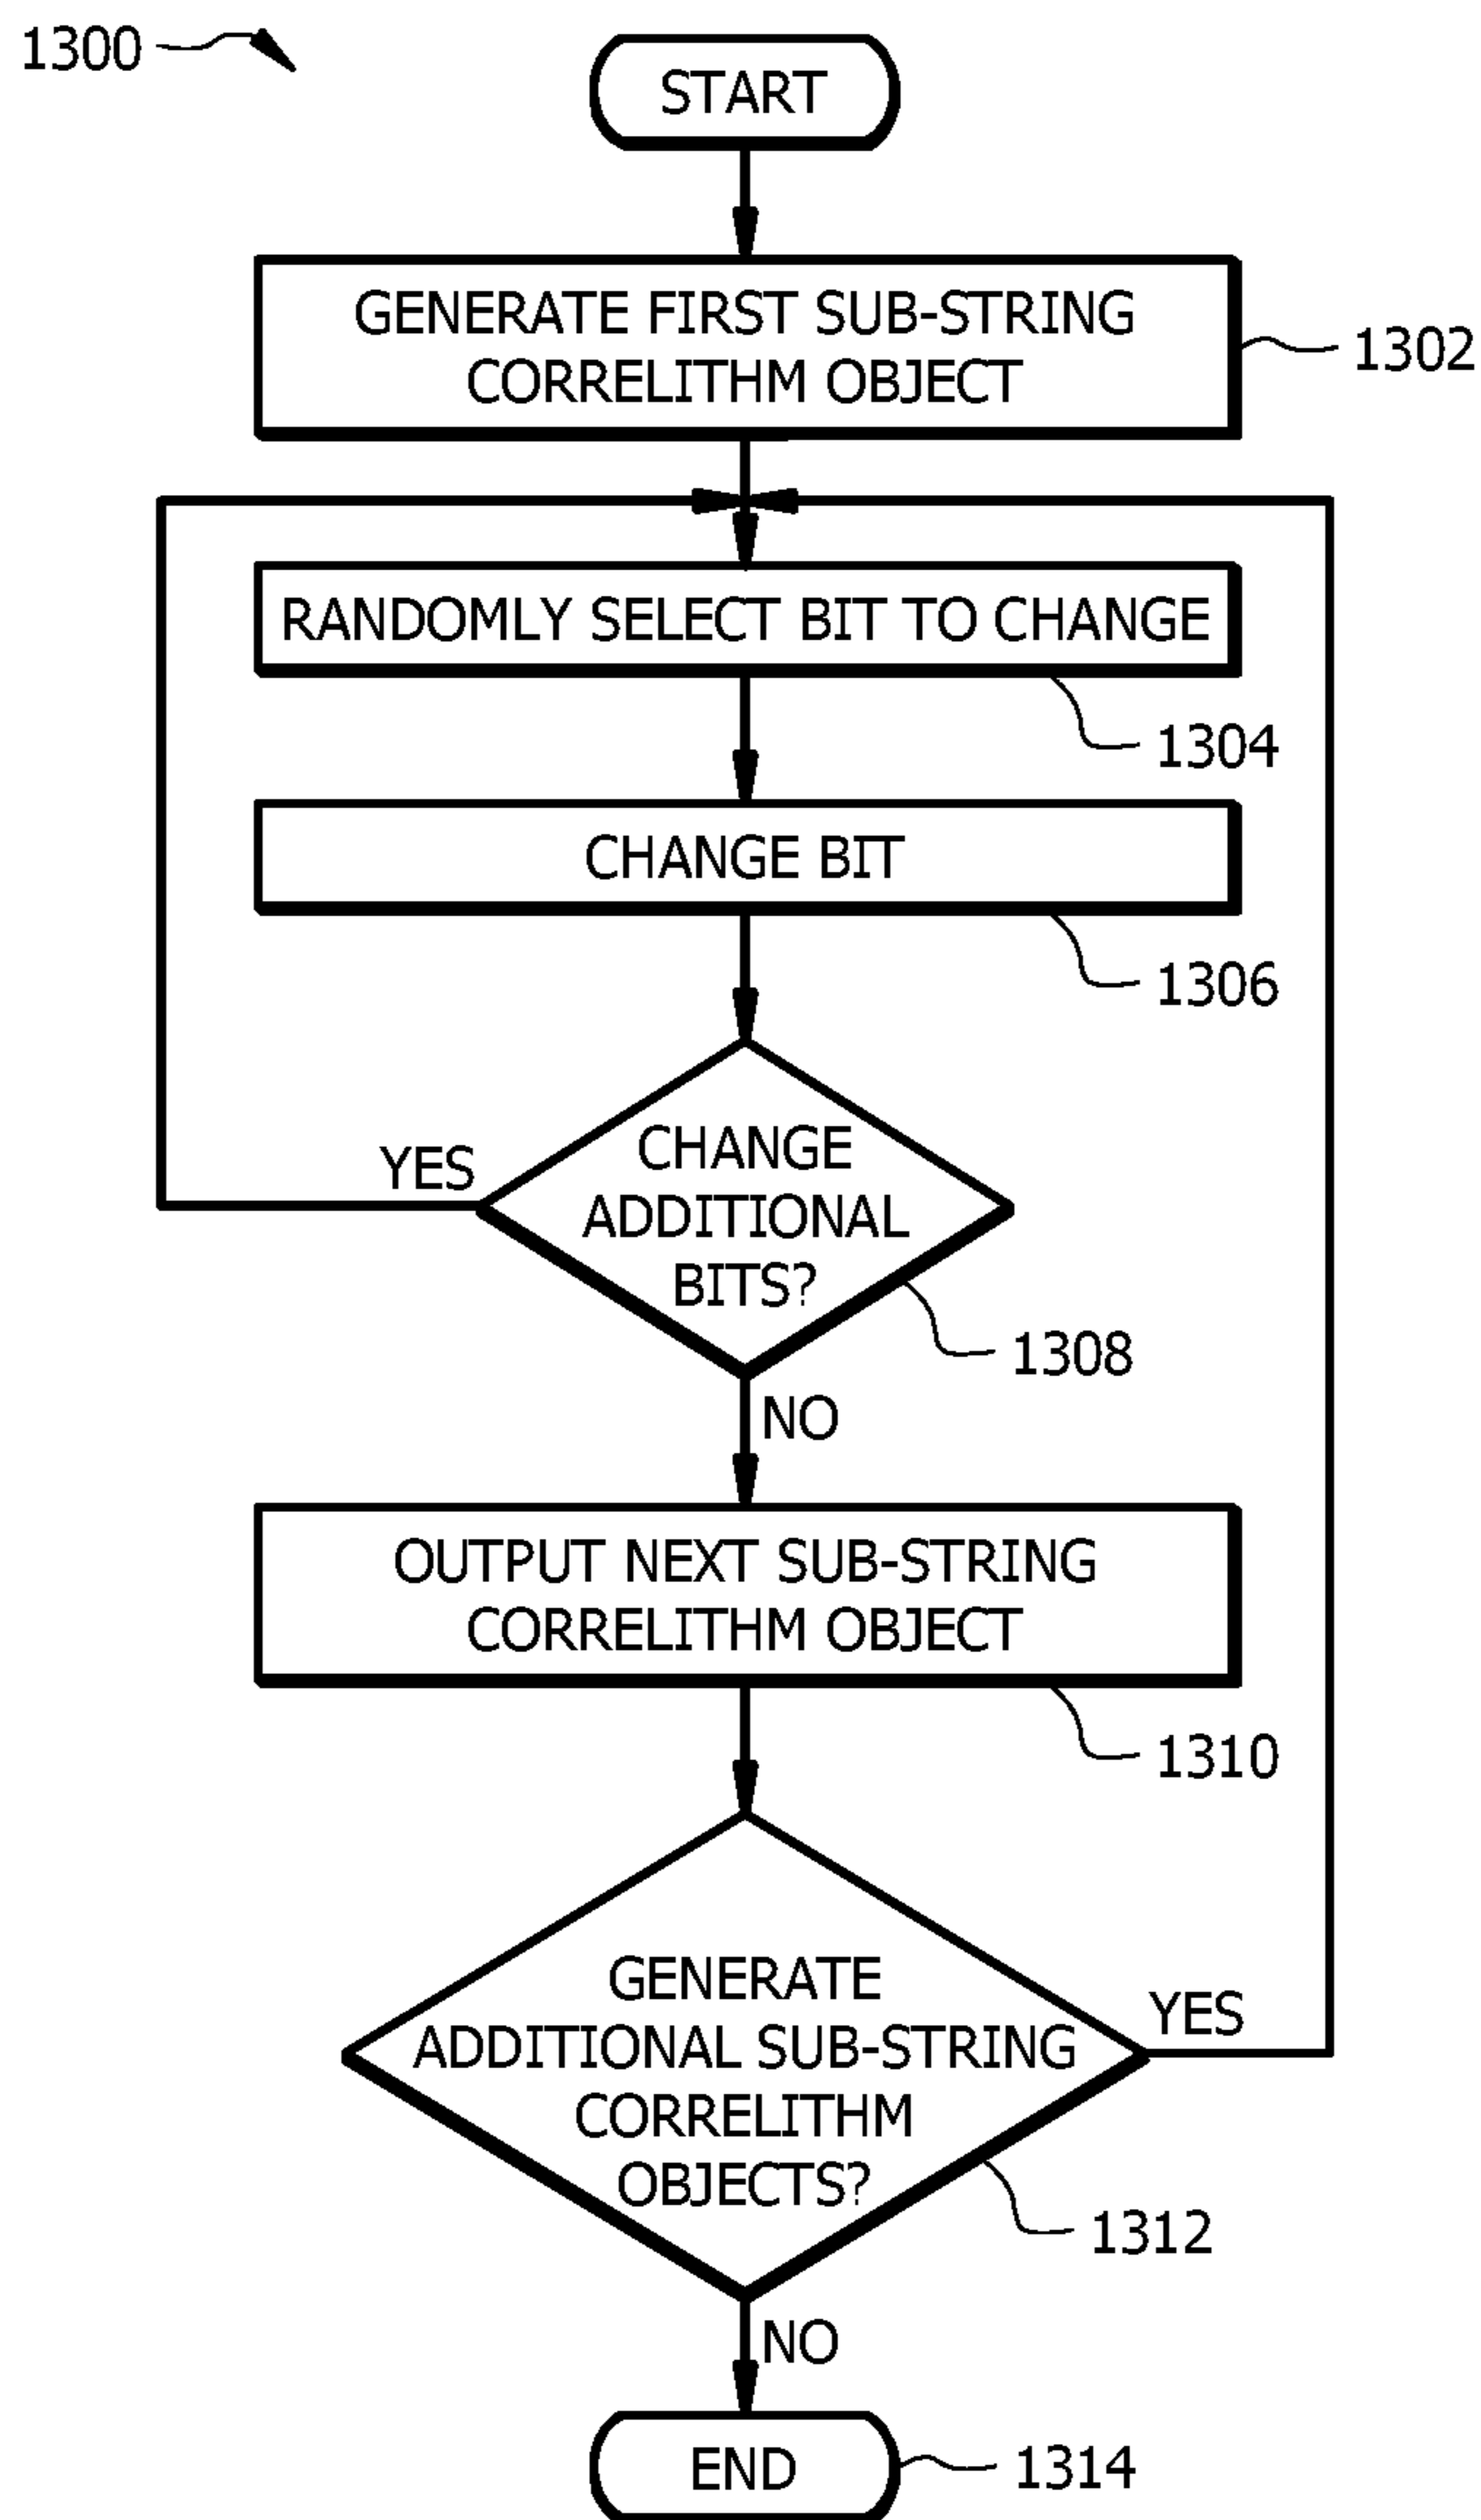 1300
START
GENERATE FIRST SUB-STRING
CORRELITHM OBJECT
1302
RANDOMLY SELECT BIT TO CHANGE
1304
CHANGE BIT
1306
CHANGE
ADDITIONAL
BITS?
YES
1308
NO
OUTPUT NEXT SUB-STRING
CORRELITHM OBJECT
1310
GENERATE
ADDITIONAL SUB-STRING
CORRELITHM
OBJECTS?
YES
1312
NO
END
1314